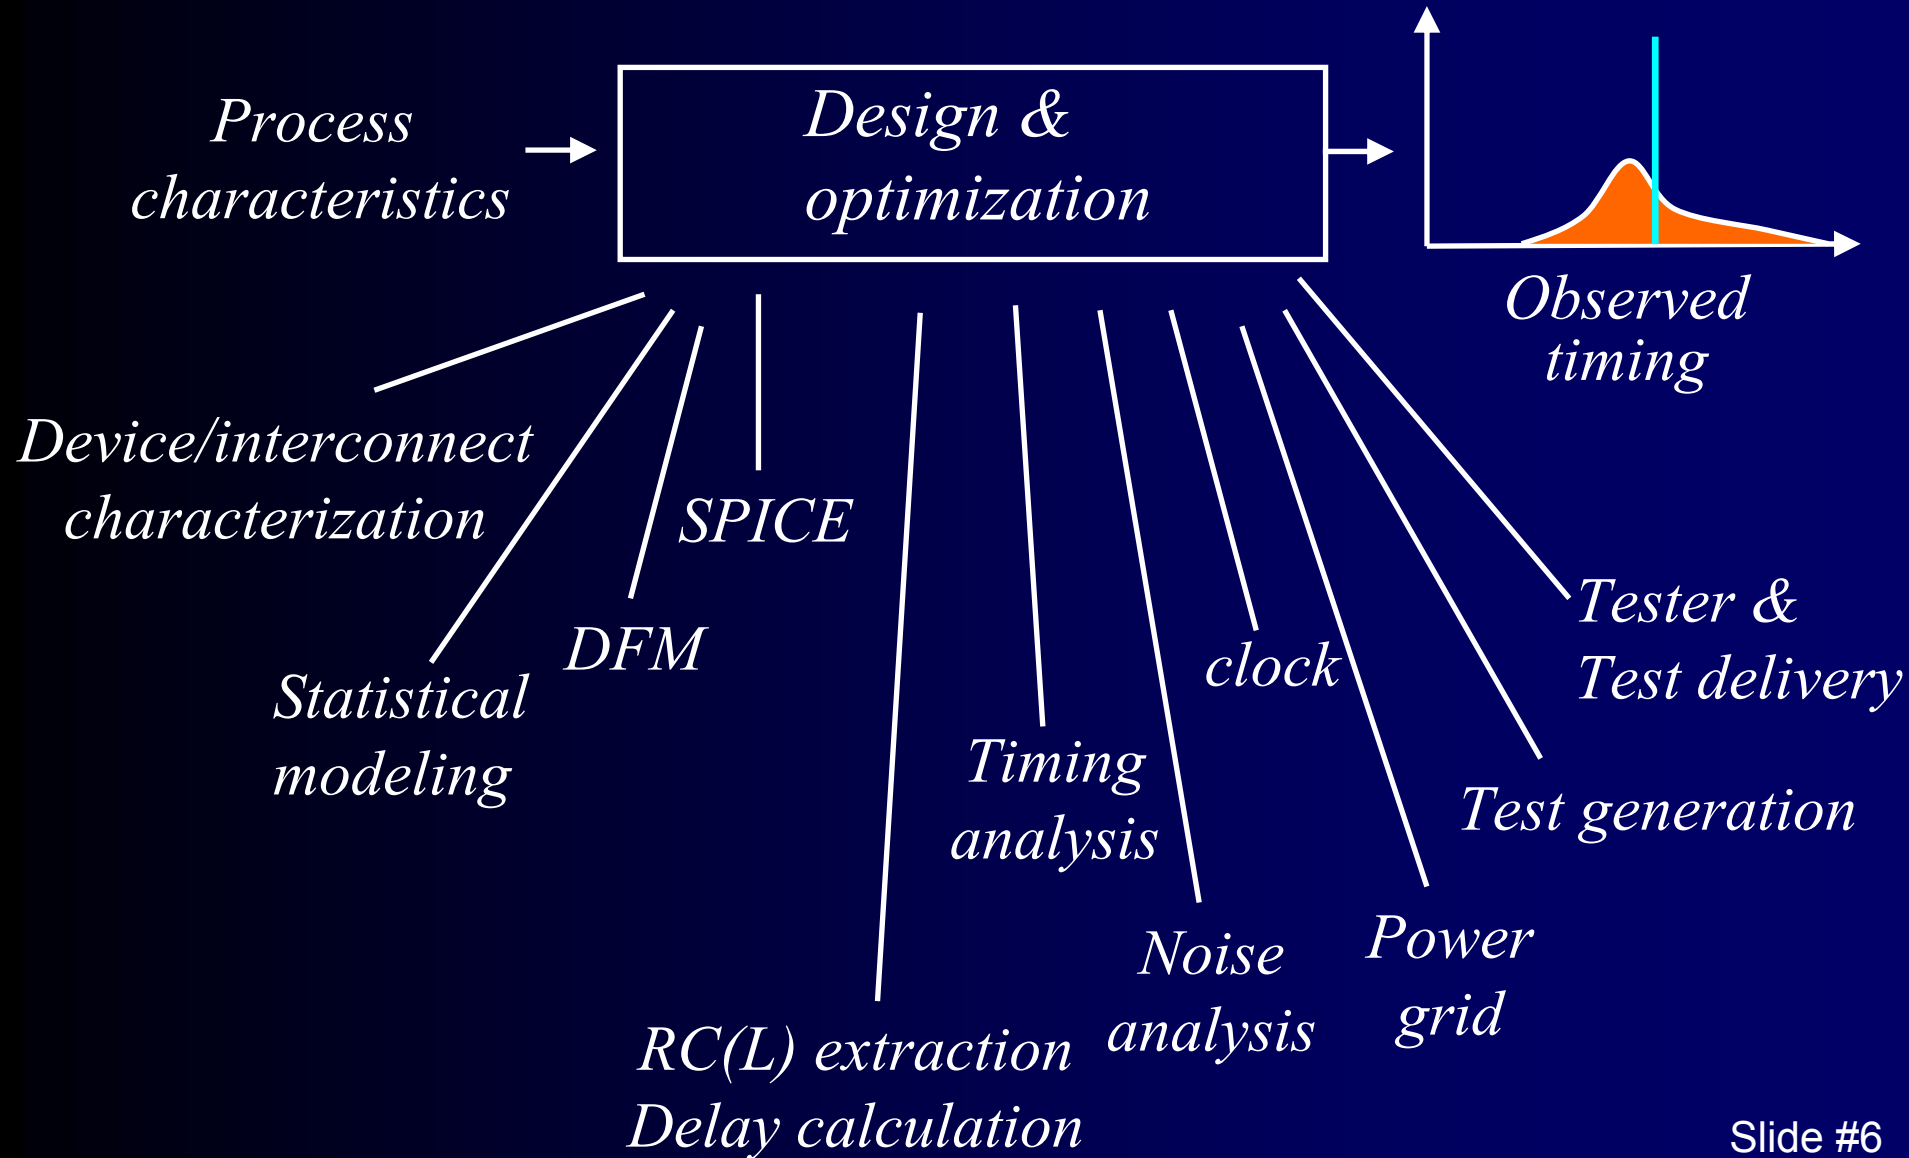 Process
characteristics
Design &
optimization
Observed
timing
Device/interconnect
characterization
SPICE
DFM
Statistical
modeling
RC(L) extraction
Delay calculation
Timing
analysis
Noise
analysis
clock
Power
grid
Test generation
Tester &
Test delivery
Slide #6